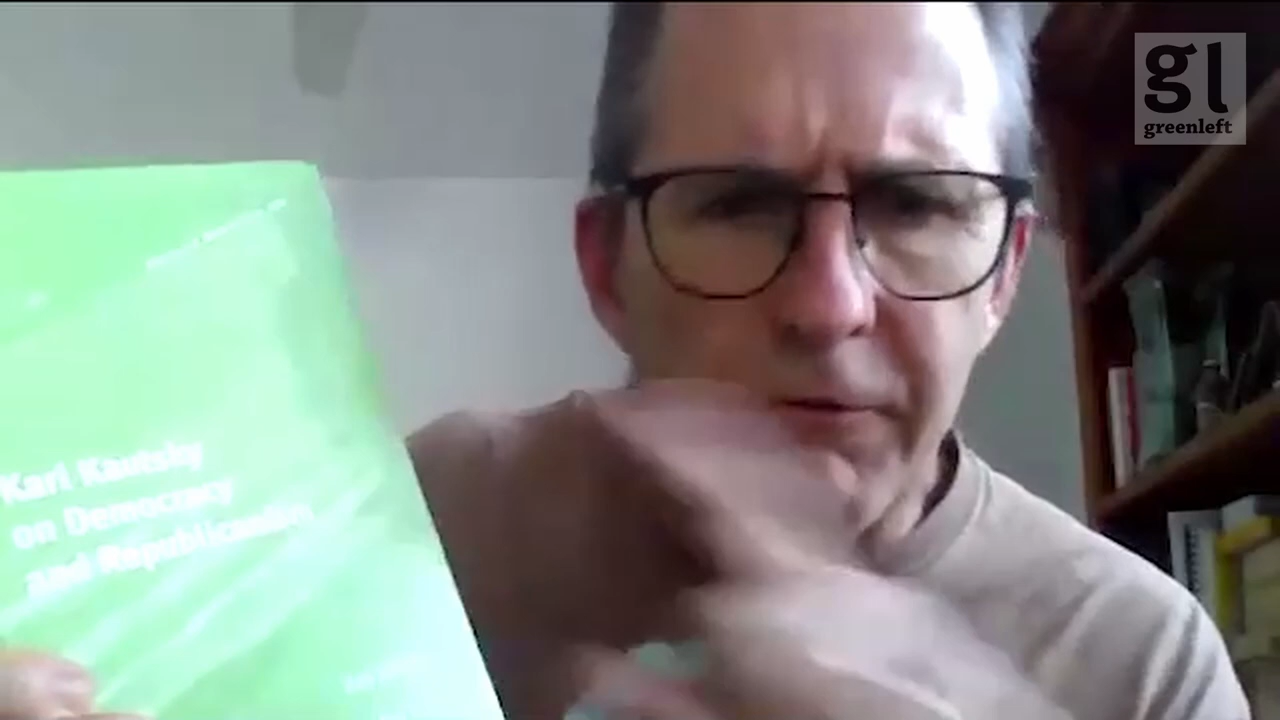 gl
greenleft
Karl Kautsky
on Democracy
and Republicanism